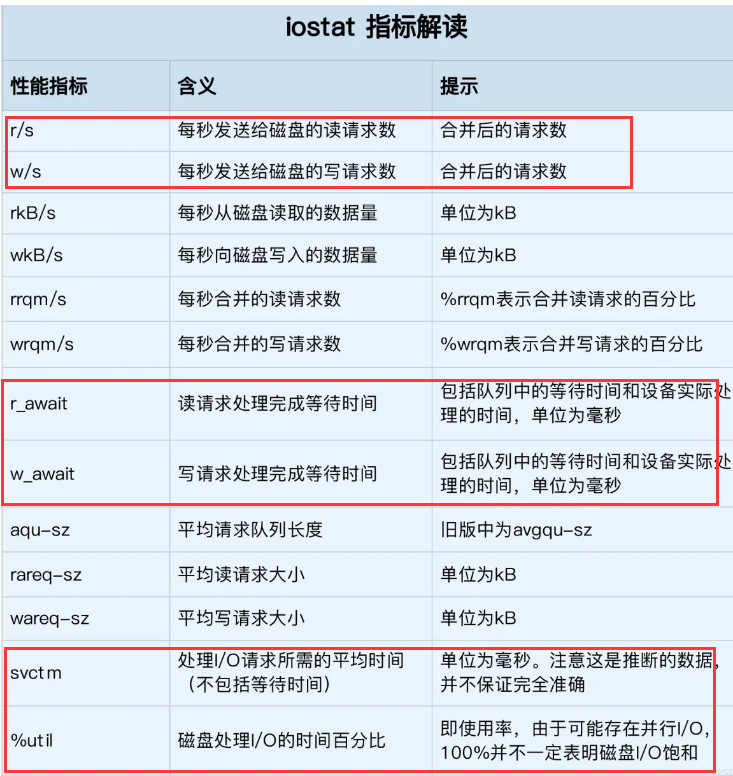 iostat 指标解读
性能指标 含义 提示
r/s 每秒发送给磁盘的读请求数 合并后的请求数
w/s 每秒发送给磁盘的写请求数 合并后的请求数
rkB/s 每秒从磁盘读取的数据量 单位为kB
wkB/s 每秒向磁盘写入的数据量 单位为kB
rrqm/s 每秒合并的读请求数 %rrqm表示合并读请求的百分比
wrqm/s 每秒合并的写请求数 %wrqm表示合并写请求的百分比
r_await 读请求处理完成等待时间 包括队列中的等待时间和设备实际处
理的时间，单位为毫秒
w_await 写请求处理完成等待时间 包括队列中的等待时间和设备实际处
理的时间，单位为毫秒
aqu-sz 平均请求队列长度 旧版中为avgqu-sz
rareq-sz 平均读请求大小 单位为kB
wareq-sz 平均写请求大小 单位为kB
svctm 处理I/O请求所需的平均时间 单位为毫秒。注意这是推断的数据，
（不包括等待时间） 并不保证完全准确
%util 磁盘处理I/O的时间百分比 即使用率，由于可能存在并行I/O，
100%并不一定表明磁盘I/O饱和